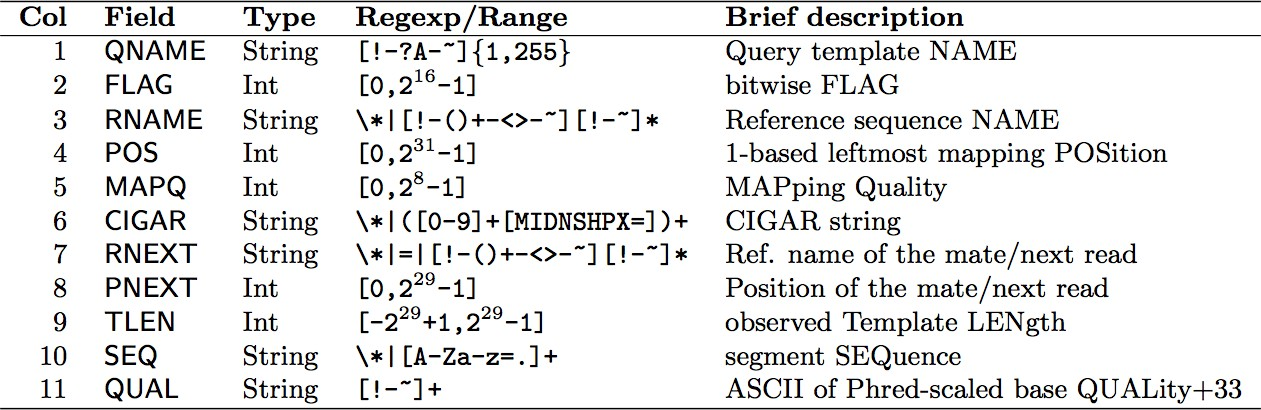 Col Field Type Regexp/Range Brief description
1 QNAME String [!-?A-~]{1,255} Query template NAME
2 FLAG Int [0,2^16-1] bitwise FLAG
3 RNAME String \*|[!-()+-<>-~][!-~]* Reference sequence NAME
4 POS Int [0,2^31-1] 1-based leftmost mapping POSition
5 MAPQ Int [0,2^8-1] MAPping Quality
6 CIGAR String \*|([0-9]+[MIDNSHPX=])+ CIGAR string
7 RNEXT String \*|=|[!-()+-<>-~][!-~]* Ref. name of the mate/next read
8 PNEXT Int [0,2^29-1] Position of the mate/next read
9 TLEN Int [-2^29+1,2^29-1] observed Template LENgth
10 SEQ String \*|[A-Za-z=.]+ segment SEQuence
11 QUAL String [!-~]+ ASCII of Phred-scaled base QUALity+33